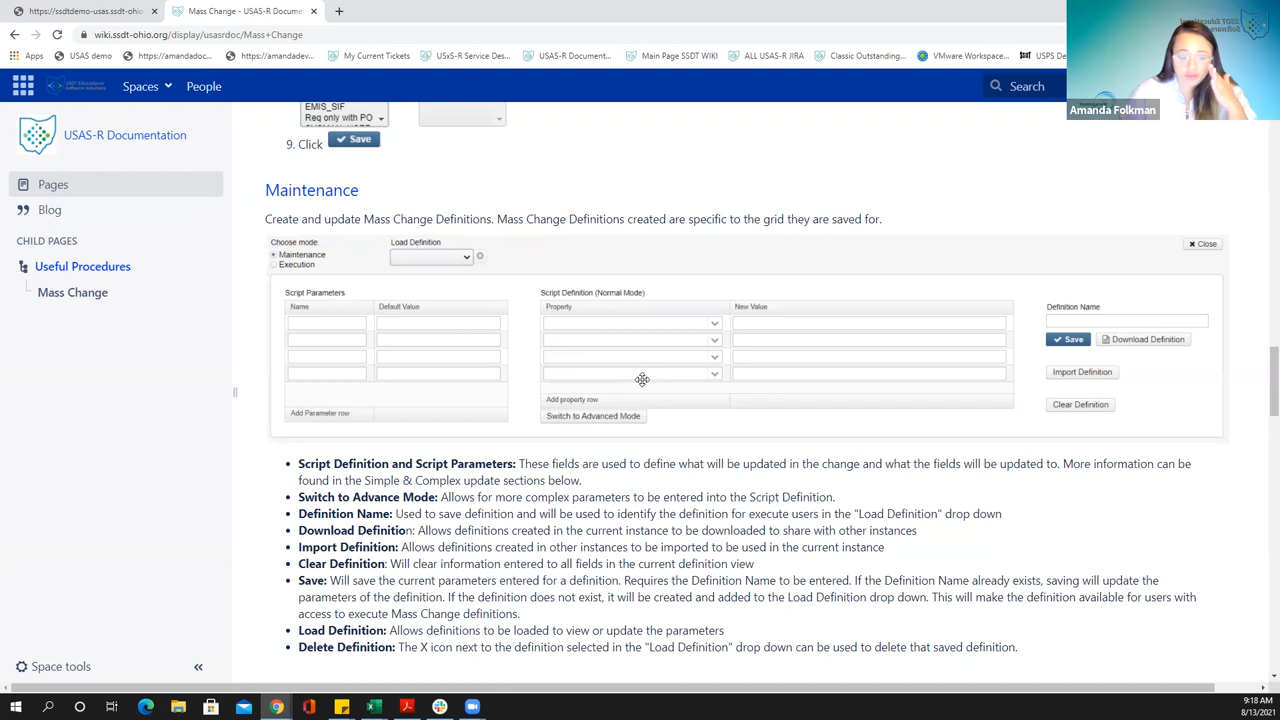 https://ssdtdemo-usas.ssdt-ohio
Mass Change - USAS-R Documen
wiki.ssdt-ohio.org/display/usasrdoc/Mass+Change
Apps
USAS demo
https://amandadoc...
https://amandadev...
My Current Tickets
USxS-R Service Des...
USAS-R Document...
Main Page SSDT WIKI
ALL USAS-R JIRA
Classic Outstanding...
VMware Workspace...
USPS De
Spaces
People
Search
Amanda Folkman
USAS-R Documentation
Pages
Blog
CHILD PAGES
Useful Procedures
Mass Change
Space tools
EMIS_SIF
Req only with PO
9. Click Save
Maintenance
Create and update Mass Change Definitions. Mass Change Definitions created are specific to the grid they are saved for.
Choose mode:
Load Definition
Maintenance
Execution
Close
Script Parameters
Script Definition (Normal Mode)
Name
Default Value
Property
New Value
Definition Name
Save
Download Definition
Import Definition
Clear Definition
Add Parameter row
Add property row
Switch to Advanced Mode
Script Definition and Script Parameters: These fields are used to define what will be updated in the change and what the fields will be updated to. More information can be
found in the Simple & Complex update sections below.
Switch to Advance Mode: Allows for more complex parameters to be entered into the Script Definition.
Definition Name: Used to save definition and will be used to identify the definition for execute users in the "Load Definition" drop down
Download Definition: Allows definitions created in the current instance to be downloaded to share with other instances
Import Definition: Allows definitions created in other instances to be imported to be used in the current instance
Clear Definition: Will clear information entered to all fields in the current definition view
Save: Will save the current parameters entered for a definition. Requires the Definition Name to be entered. If the Definition Name already exists, saving will update the
parameters of the definition. If the definition does not exist, it will be created and added to the Load Definition drop down. This will make the definition available for users with
access to execute Mass Change definitions.
Load Definition: Allows definitions to be loaded to view or update the parameters
Delete Definition: The X icon next to the definition selected in the "Load Definition" drop down can be used to delete that saved definition.
9:18 AM
8/13/2021